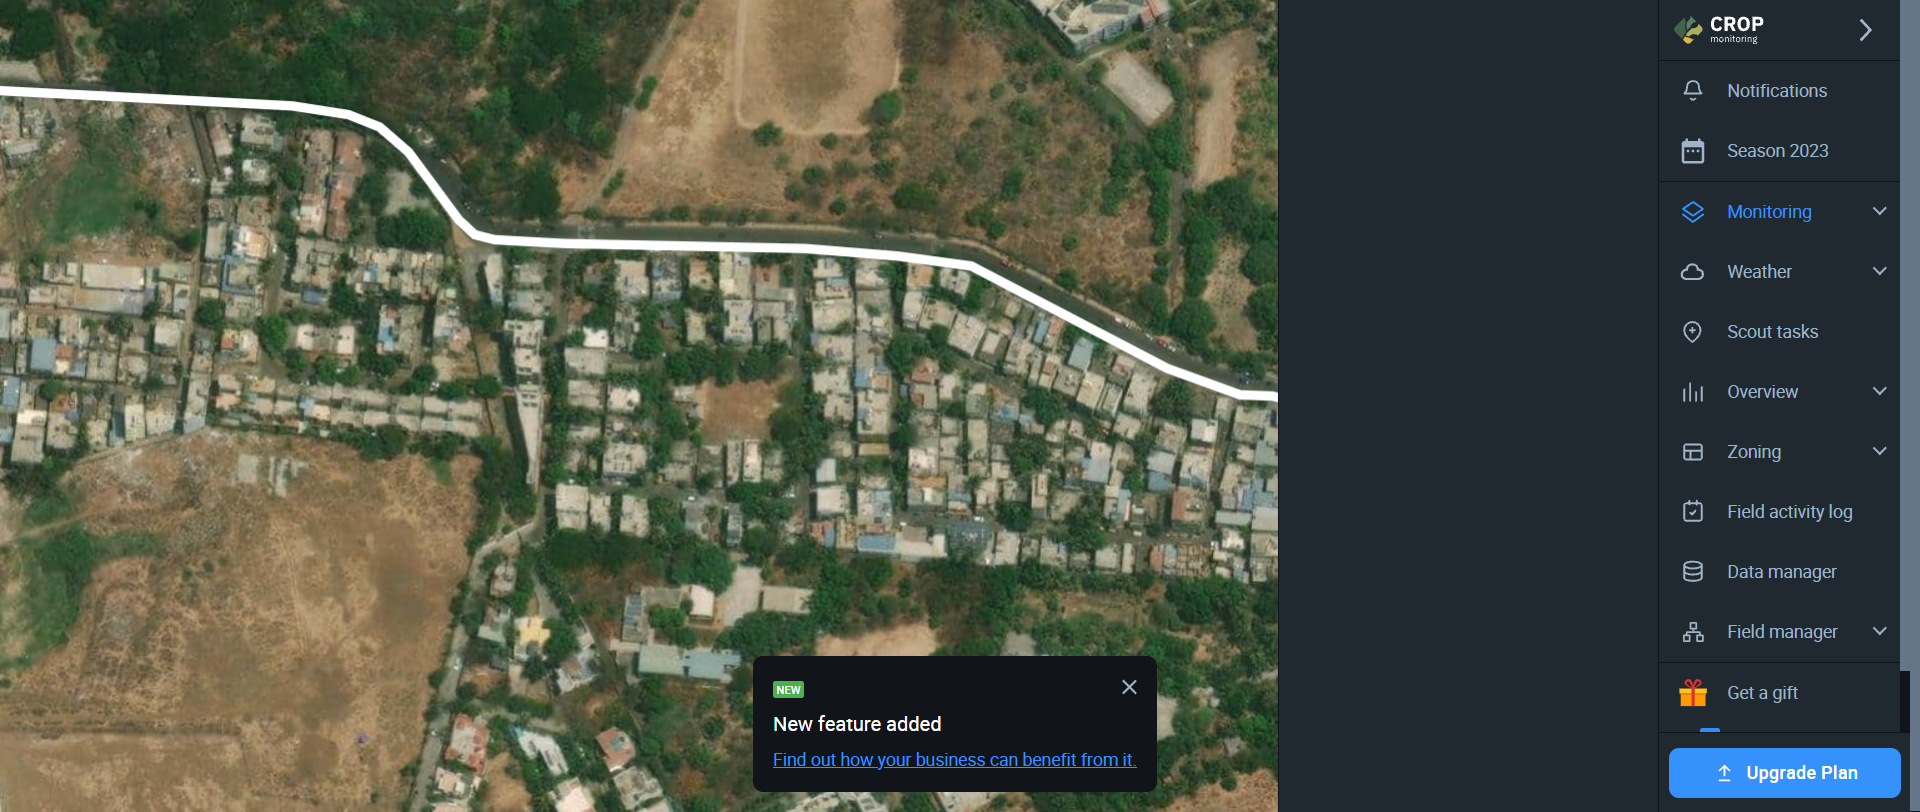 CROP
monitoring
Notifications
Season 2023
Monitoring
Weather
Scout tasks
Overview
Zoning
Field activity log
Data manager
Field manager
Get a gift
Upgrade Plan
NEW
New feature added
Find out how your business can benefit from it.